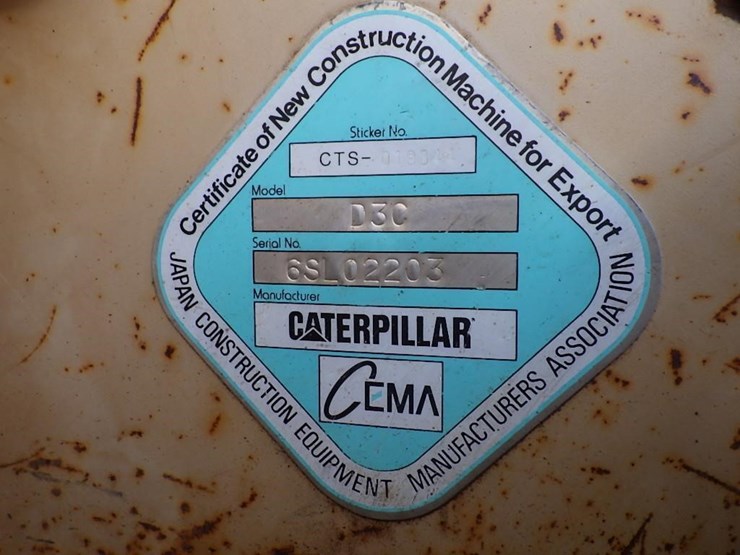 Certificate of New Construction Machine for Export
Sticker No.
CTS-
Model
D3C
Serial No.
6SL02203
Manufacturer
CATERPILLAR
CEMA
JAPAN CONSTRUCTION EQUIPMENT MANUFACTURERS ASSOCIATION